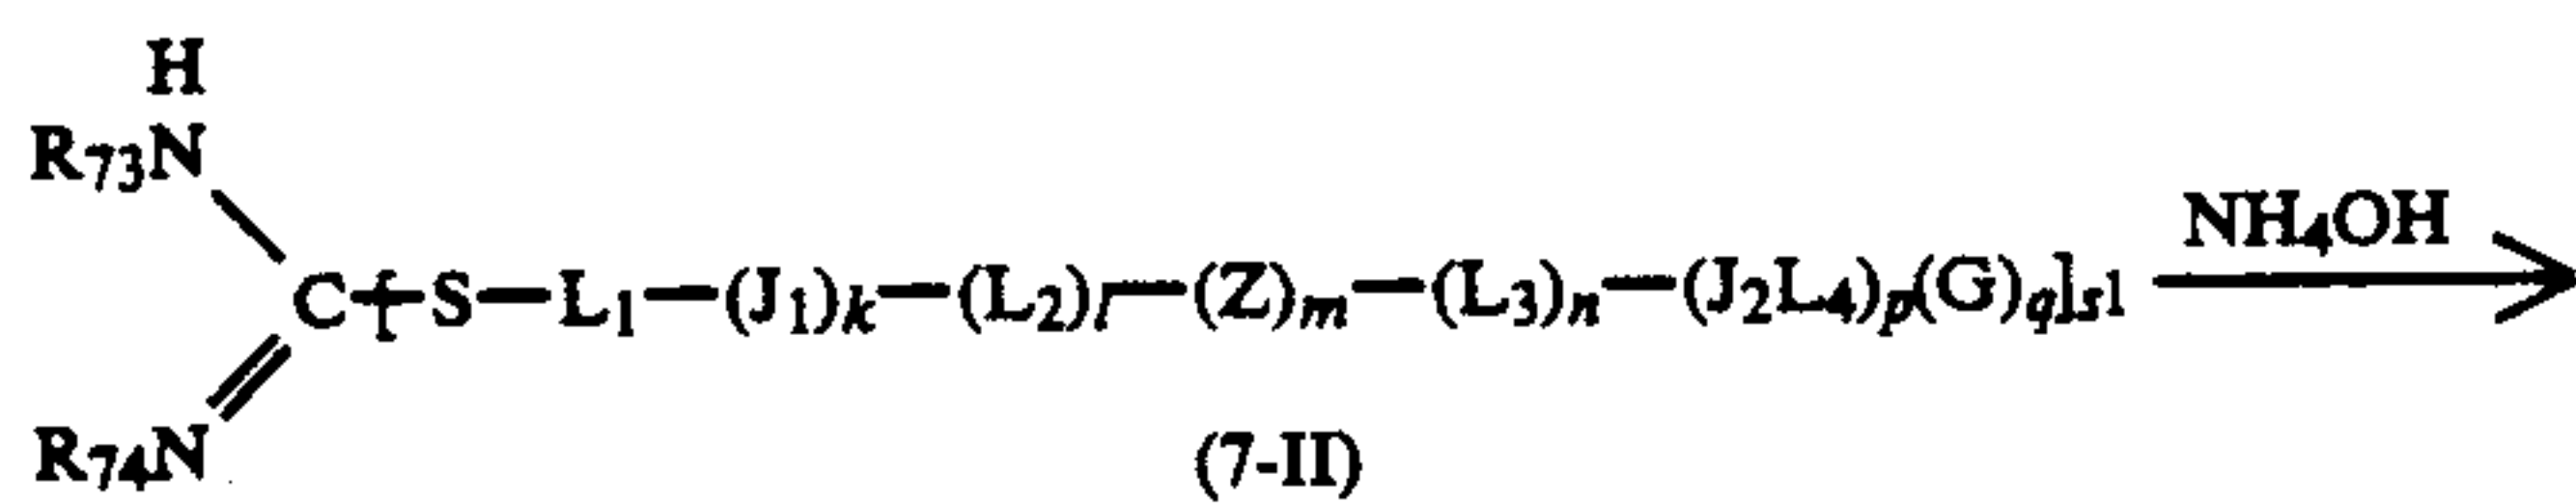 H
R73N
C[S—L1—(J1)k—(L2)l—(Z)m—(L3)n—(J2L4)p(G)q]s1 NH4OH
R74N
(7-II)